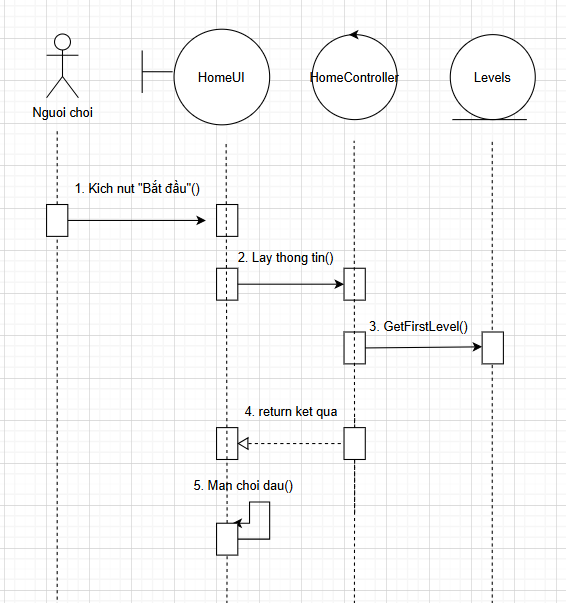 Nguoi choi
HomeUI
HomeController
Levels
1. Kich nut "Bắt đầu"()
2. Lay thong tin()
3. GetFirstLevel()
4. return ket qua
5. Man choi dau()